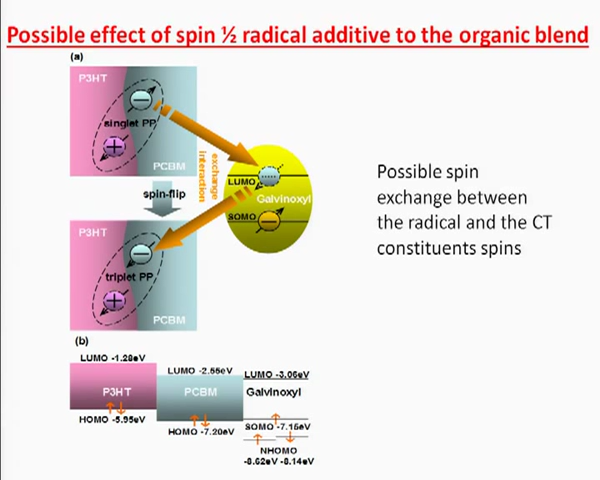 Possible effect of spin ½ radical additive to the organic blend
(a)
P3HT
singlet PP
PCBM
exchange
interaction
LUMO
Galvinoxyl
SOMO
spin-flip
P3HT
triplet PP
PCBM
Possible spin
exchange between
the radical and the CT
constituents spins
(b)
LUMO -1.28eV
LUMO -2.55eV
LUMO -3.05eV
P3HT
PCBM
Galvinoxyl
HOMO -5.95eV
HOMO -7.20eV
SOMO -7.15eV
NHOMO
-8.62eV -8.14eV